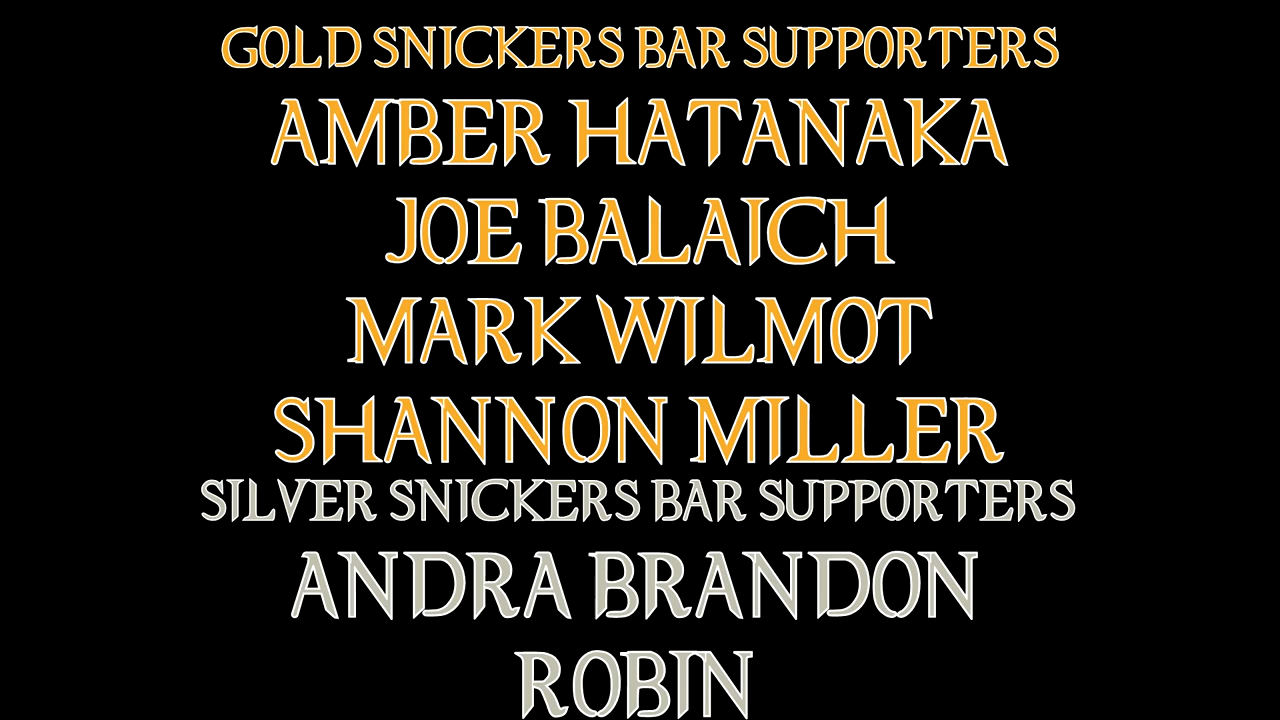 GOLD SNICKERS BAR SUPPORTERS
AMBER HATANAKA
JOE BALAICH
MARK WILMOT
SHANNON MILLER
SILVER SNICKERS BAR SUPPORTERS
ANDRA BRANDON
ROBIN